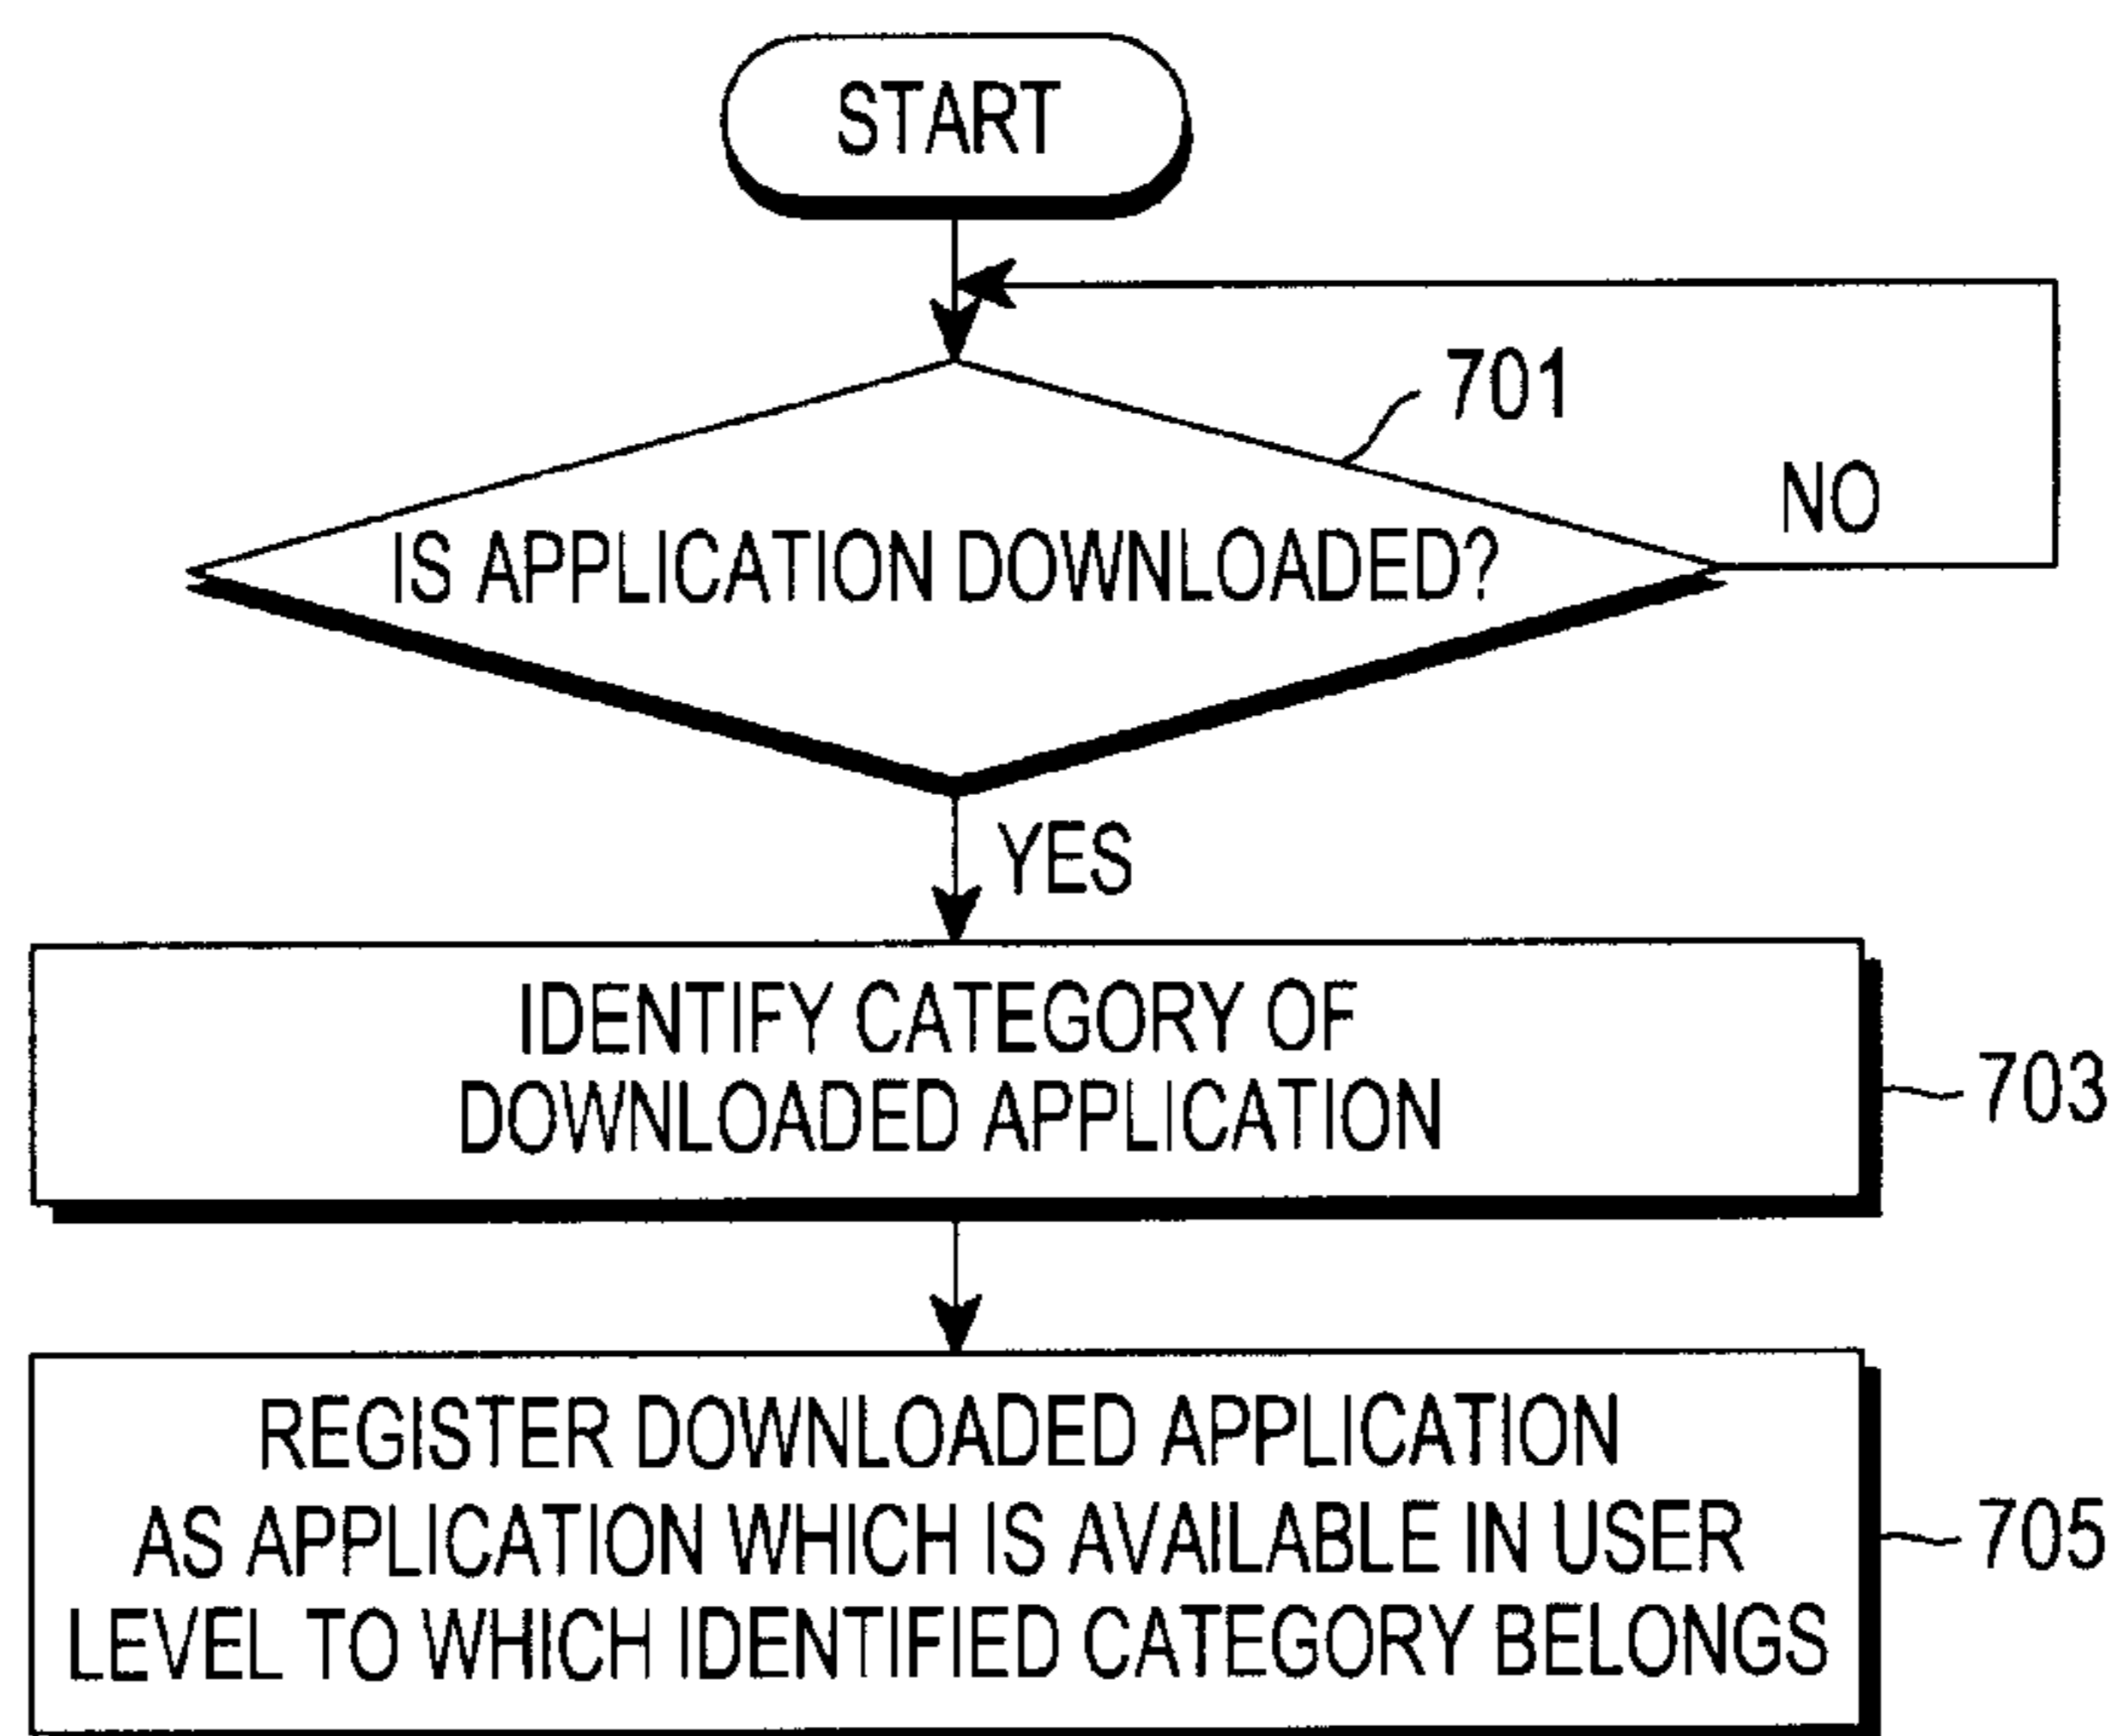 START
701
NO
IS APPLICATION DOWNLOADED?
YES
IDENTIFY CATEGORY OF
DOWNLOADED APPLICATION
703
REGISTER DOWNLOADED APPLICATION
AS APPLICATION WHICH IS AVAILABLE IN USER
LEVEL TO WHICH IDENTIFIED CATEGORY BELONGS
705